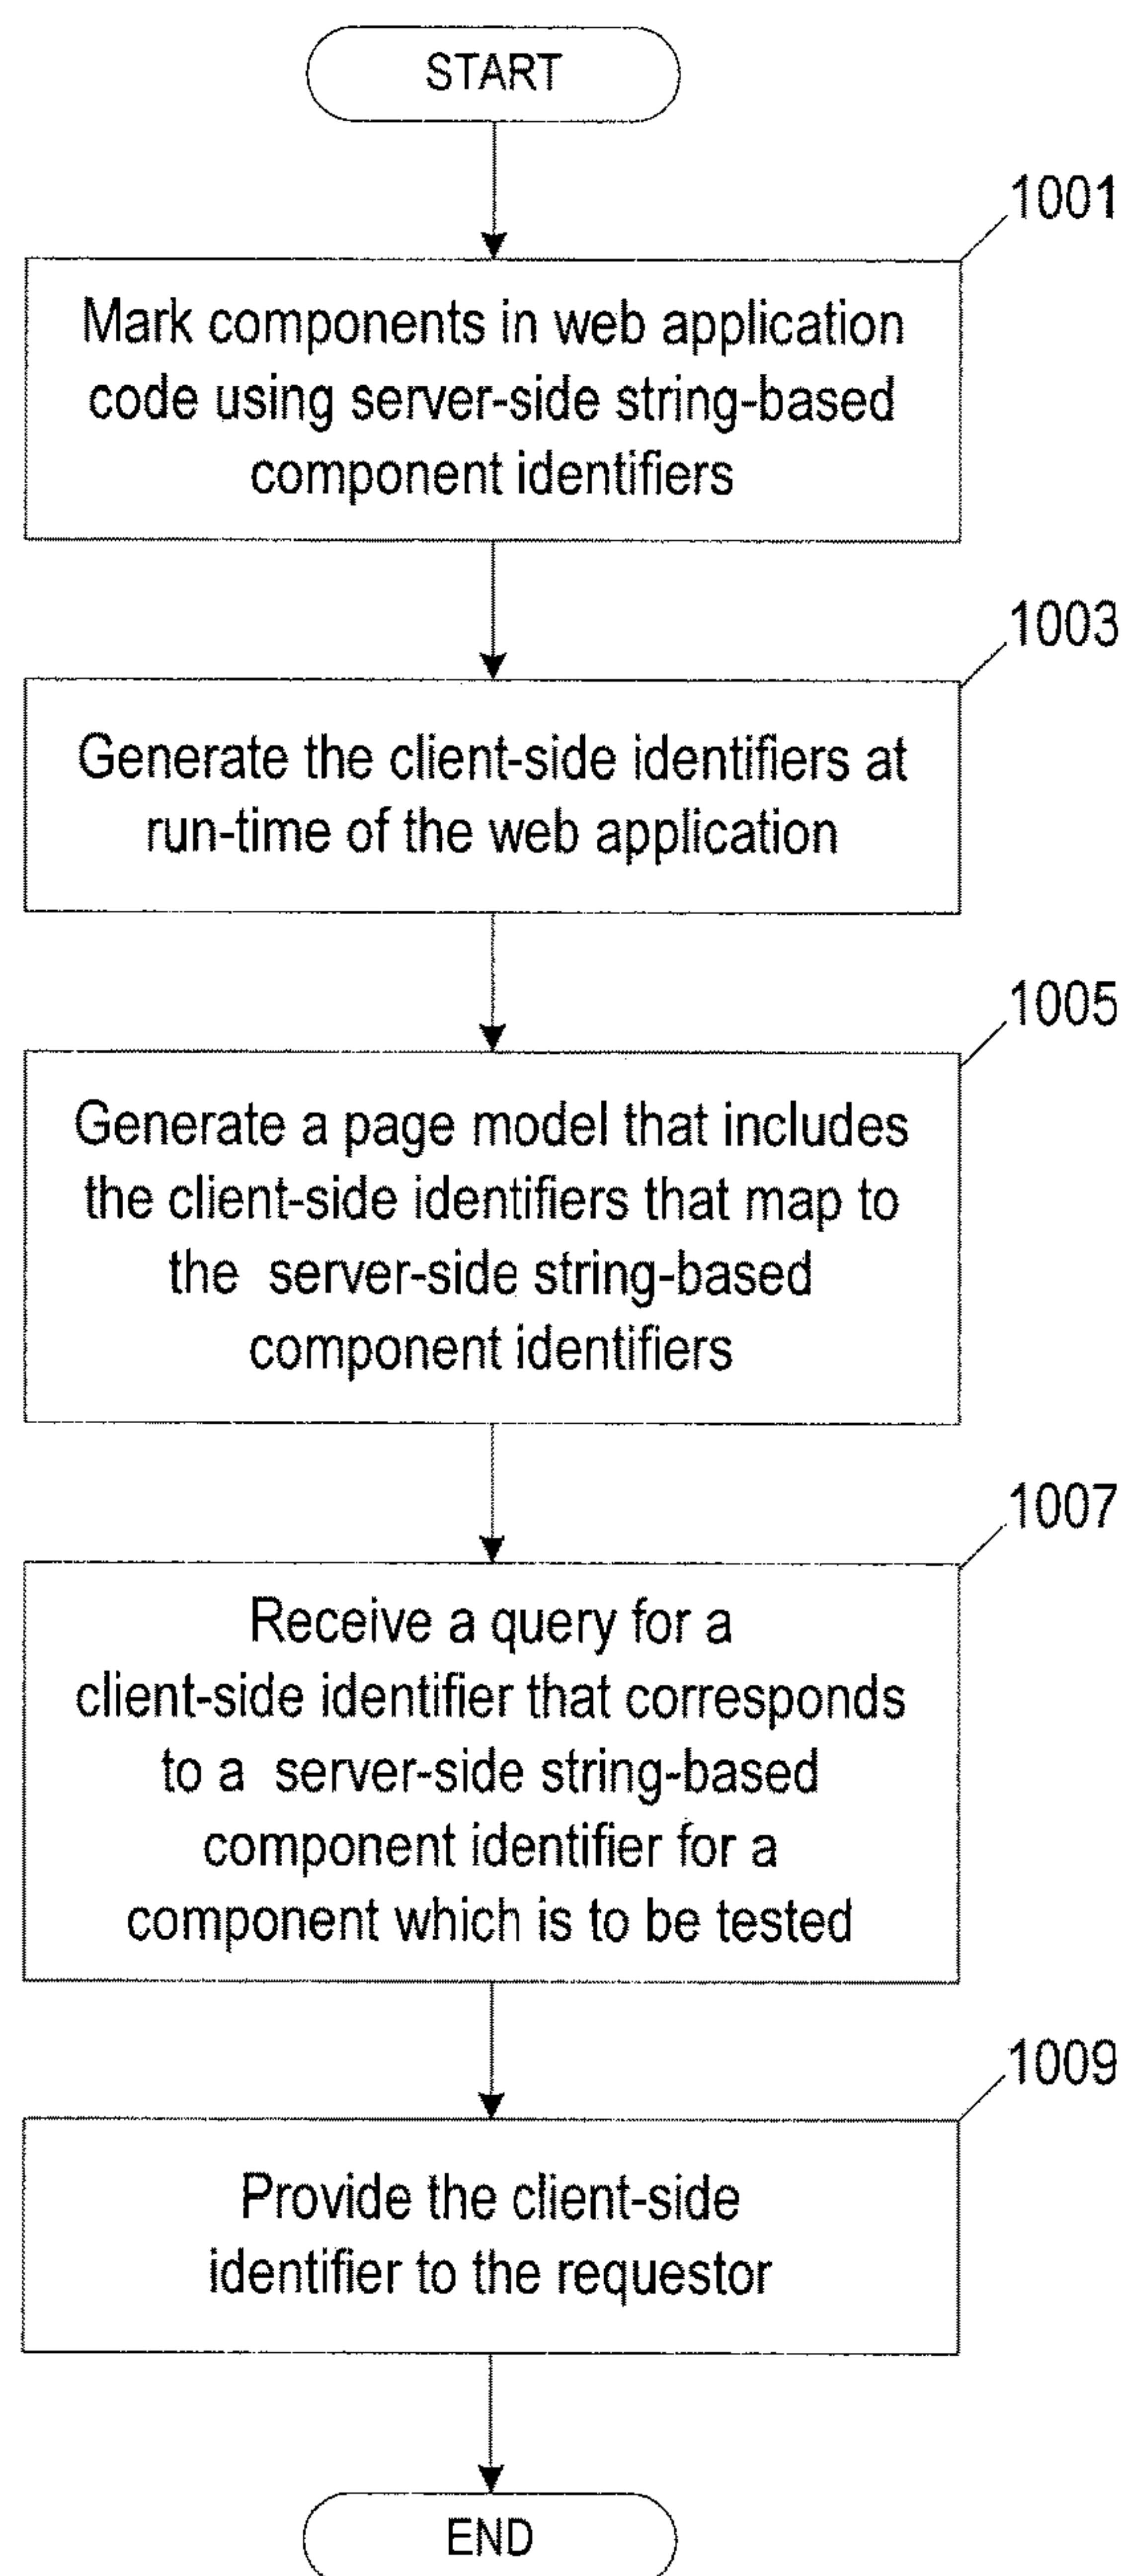 START
1001
Mark components in web application
code using server-side string-based
component identifiers
1003
Generate the client-side identifiers at
run-time of the web application
1005
Generate a page model that includes
the client-side identifiers that map to
the server-side string-based
component identifiers
1007
Receive a query for a
client-side identifier that corresponds
to a server-side string-based
component identifier for a
component which is to be tested
1009
Provide the client-side
identifier to the requestor
END